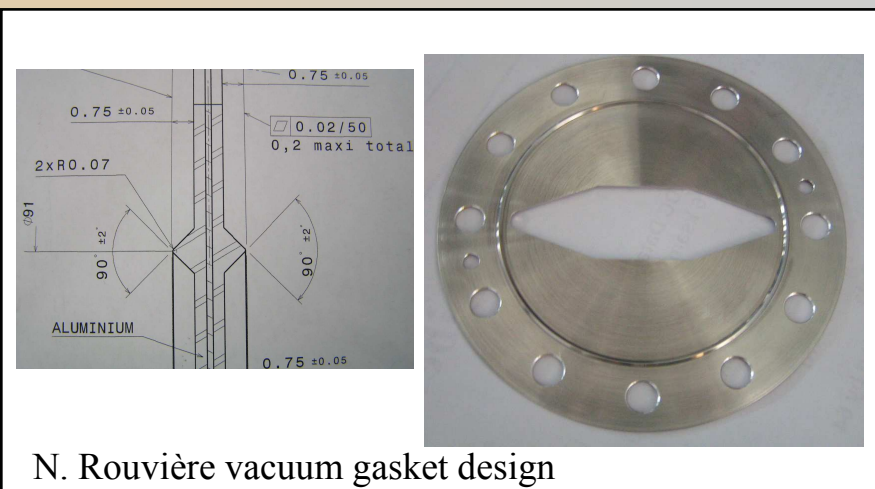 0.75 ±0.05
0.75 ±0.05
0.02/50
0,2 maxi total
2xR0.07
⌀91
90° ±2°
90° ±2°
ALUMINIUM
0.75 ±0.05
N. Rouvière vacuum gasket design